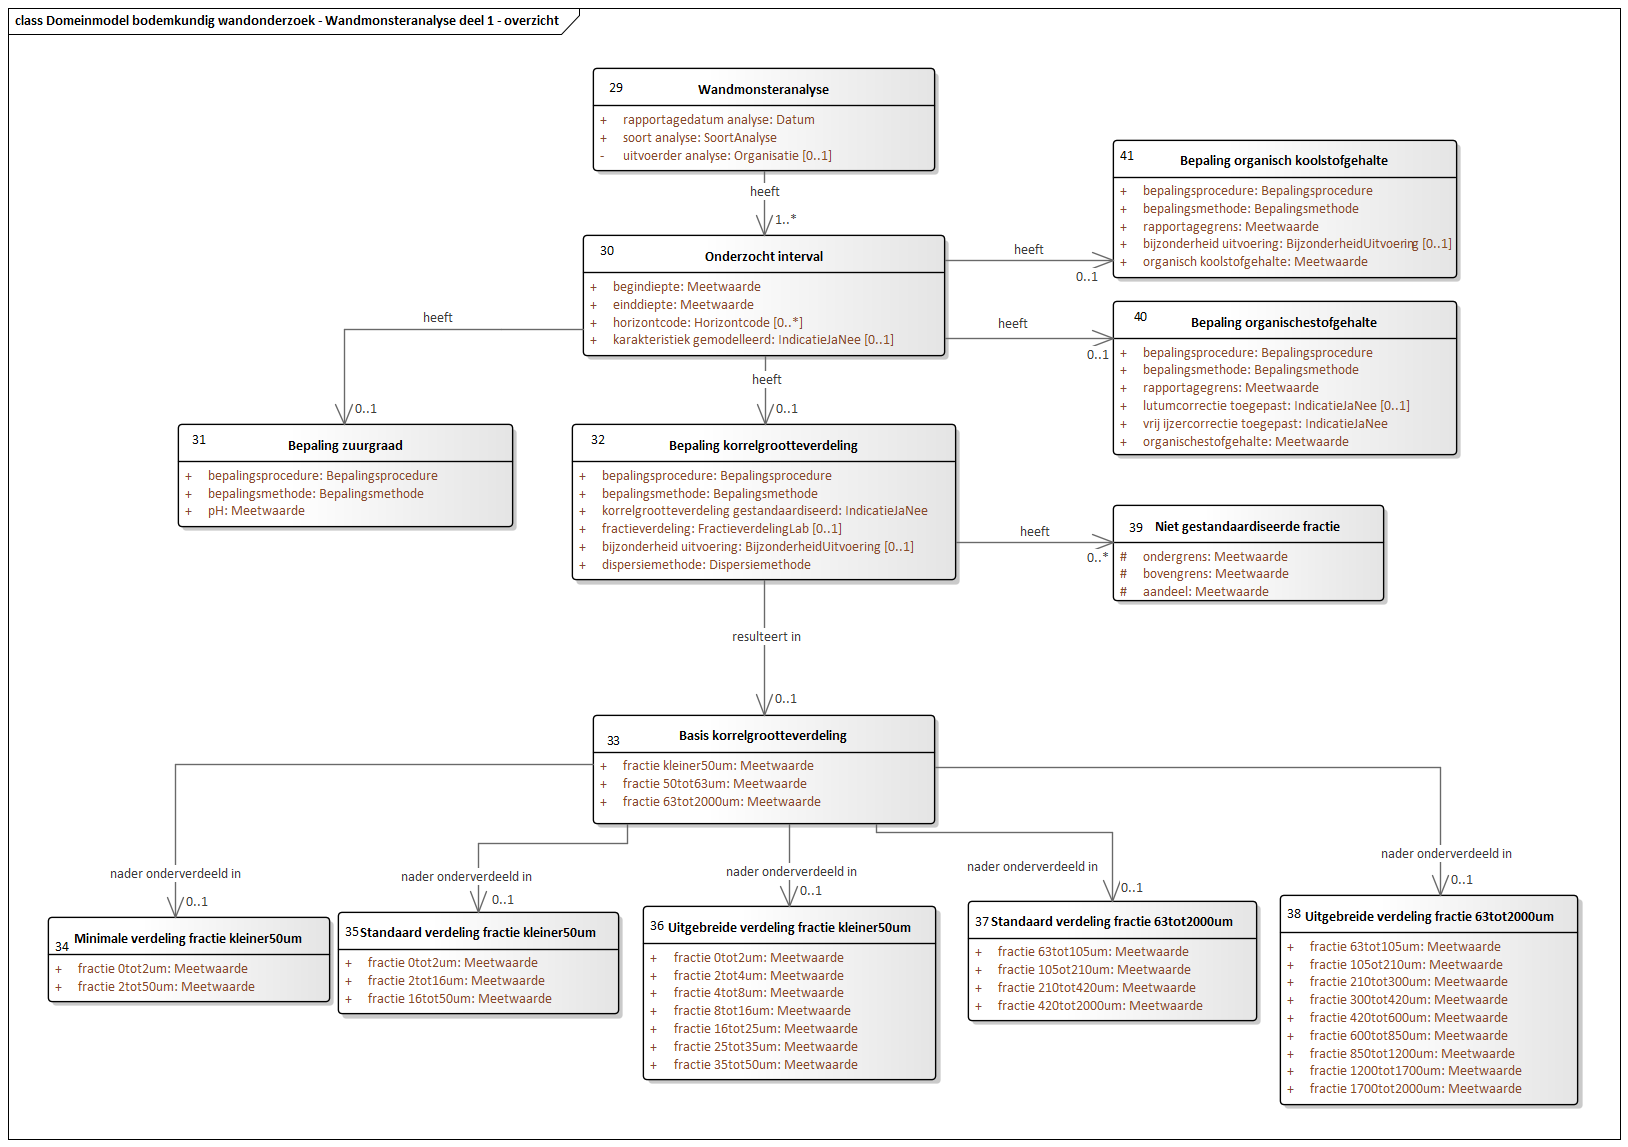 class Domeinmodel bodemkundig wandonderzoek - Wandmonsteranalyse deel 1 - overzicht
29 Wandmonsteranalyse
+ rapportagedatum analyse: Datum
+ soort analyse: SoortAnalyse
- uitvoerder analyse: Organisatie [0..1]
heeft
1..*
41 Bepaling organisch koolstofgehalte
+ bepalingsprocedure: Bepalingsprocedure
+ bepalingsmethode: Bepalingsmethode
+ rapportagegrens: Meetwaarde
+ bijzonderheid uitvoering: BijzonderheidUitvoering [0..1]
+ organisch koolstofgehalte: Meetwaarde
30 Onderzocht interval
+ begindiepte: Meetwaarde
+ einddiepte: Meetwaarde
+ horizontcode: Horizontcode [0..*]
+ karakteristiek gemodelleerd: IndicatieJaNee [0..1]
heeft
0..1
heeft
0..1
40 Bepaling organischestofgehalte
+ bepalingsprocedure: Bepalingsprocedure
+ bepalingsmethode: Bepalingsmethode
+ rapportagegrens: Meetwaarde
+ lutumcorrectie toegepast: IndicatieJaNee [0..1]
+ vrij ijzercorrectie toegepast: IndicatieJaNee
+ organischestofgehalte: Meetwaarde
heeft
0..1
heeft
0..1
31 Bepaling zuurgraad
+ bepalingsprocedure: Bepalingsprocedure
+ bepalingsmethode: Bepalingsmethode
+ pH: Meetwaarde
32 Bepaling korrelgrootteverdeling
+ bepalingsprocedure: Bepalingsprocedure
+ bepalingsmethode: Bepalingsmethode
+ korrelgrootteverdeling gestandaardiseerd: IndicatieJaNee
+ fractieverdeling: FractieverdelingLab [0..1]
+ bijzonderheid uitvoering: BijzonderheidUitvoering [0..1]
+ dispersiemethode: Dispersiemethode
heeft
0..*
39 Niet gestandaardiseerde fractie
# ondergrens: Meetwaarde
# bovengrens: Meetwaarde
# aandeel: Meetwaarde
resulteert in
0..1
33 Basis korrelgrootteverdeling
+ fractie kleiner50um: Meetwaarde
+ fractie 50tot63um: Meetwaarde
+ fractie 63tot2000um: Meetwaarde
nader onderverdeeld in
0..1
nader onderverdeeld in
0..1
nader onderverdeeld in
0..1
nader onderverdeeld in
0..1
nader onderverdeeld in
0..1
34 Minimale verdeling fractie kleiner50um
+ fractie 0tot2um: Meetwaarde
+ fractie 2tot50um: Meetwaarde
35 Standaard verdeling fractie kleiner50um
+ fractie 0tot2um: Meetwaarde
+ fractie 2tot16um: Meetwaarde
+ fractie 16tot50um: Meetwaarde
36 Uitgebreide verdeling fractie kleiner50um
+ fractie 0tot2um: Meetwaarde
+ fractie 2tot4um: Meetwaarde
+ fractie 4tot8um: Meetwaarde
+ fractie 8tot16um: Meetwaarde
+ fractie 16tot25um: Meetwaarde
+ fractie 25tot35um: Meetwaarde
+ fractie 35tot50um: Meetwaarde
37 Standaard verdeling fractie 63tot2000um
+ fractie 63tot105um: Meetwaarde
+ fractie 105ot210um: Meetwaarde
+ fractie 210tot420um: Meetwaarde
+ fractie 420tot2000um: Meetwaarde
38 Uitgebreide verdeling fractie 63tot2000um
+ fractie 63tot105um: Meetwaarde
+ fractie 105ot210um: Meetwaarde
+ fractie 210tot300um: Meetwaarde
+ fractie 300tot420um: Meetwaarde
+ fractie 420tot600um: Meetwaarde
+ fractie 600tot850um: Meetwaarde
+ fractie 850tot1200um: Meetwaarde
+ fractie 1200tot1700um: Meetwaarde
+ fractie 1700tot2000um: Meetwaarde